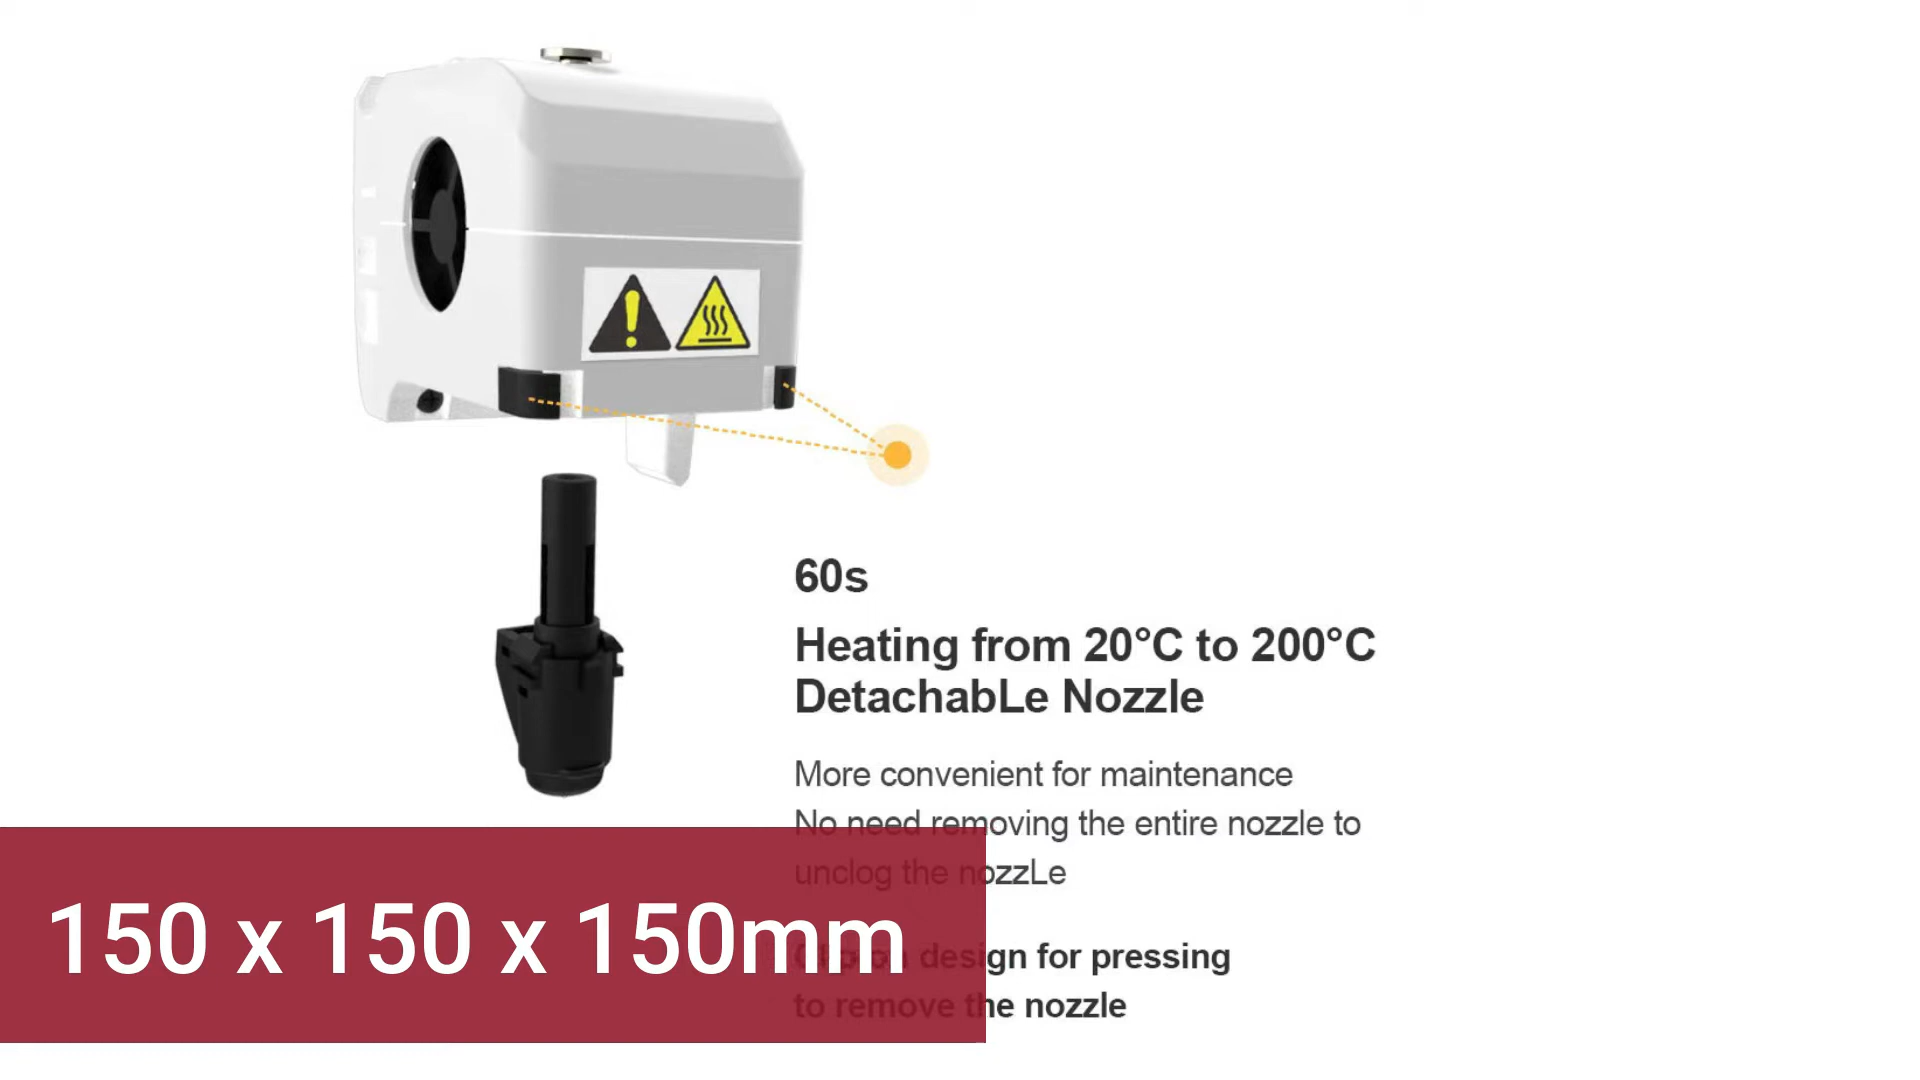 60s
Heating from 20°C to 200°C
DetachabLe Nozzle
More convenient for maintenance
No need removing the entire nozzle to
unclog the nozzLe
design for pressing
to remove the nozzle
150 x 150 x 150mm